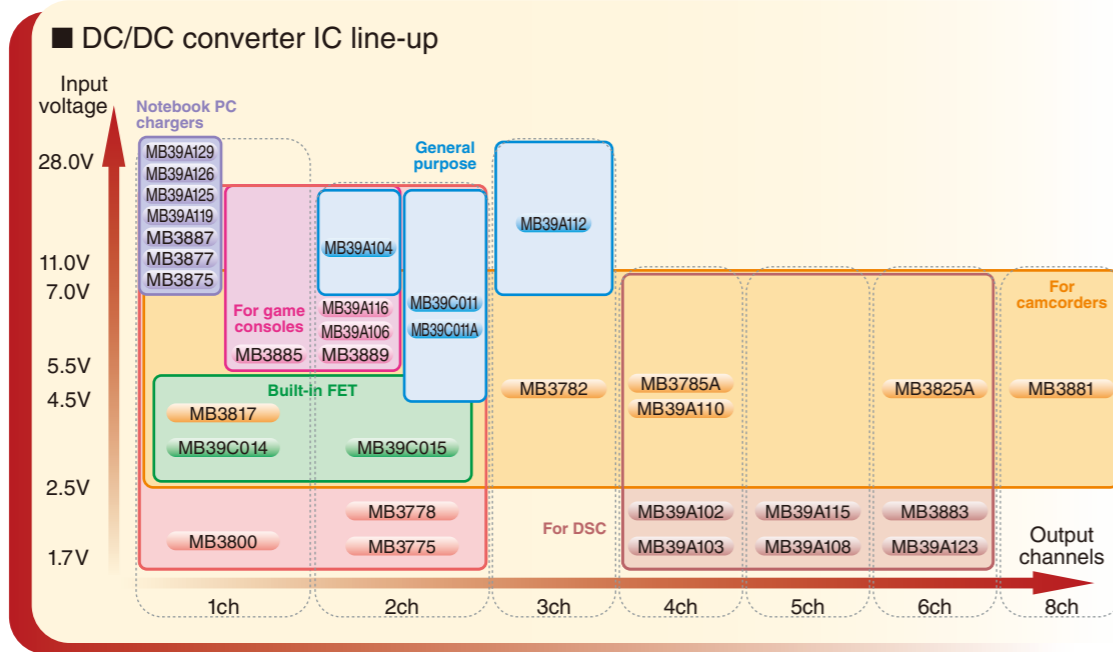 ■ DC/DC converter IC line-up
Input
voltage
Notebook PC
chargers
28.0V
11.0V
7.0V
5.5V
4.5V
2.5V
1.7V
MB39A129
MB39A126
MB39A125
MB39A119
MB3887
MB3877
MB3875
For game
consoles
MB3885
General
purpose
MB39A104
MB39A116
MB39A106
MB3889
MB39C011
MB39C011A
MB39A112
Built-in FET
MB3817
MB39C014
MB39C015
MB3800
MB3778
MB3775
MB3782
For DSC
MB3785A
MB39A110
MB39A102
MB39A103
MB39A115
MB39A108
MB3825A
MB3883
MB39A123
For
camcorders
MB3881
Output
channels
1ch
2ch
3ch
4ch
5ch
6ch
8ch